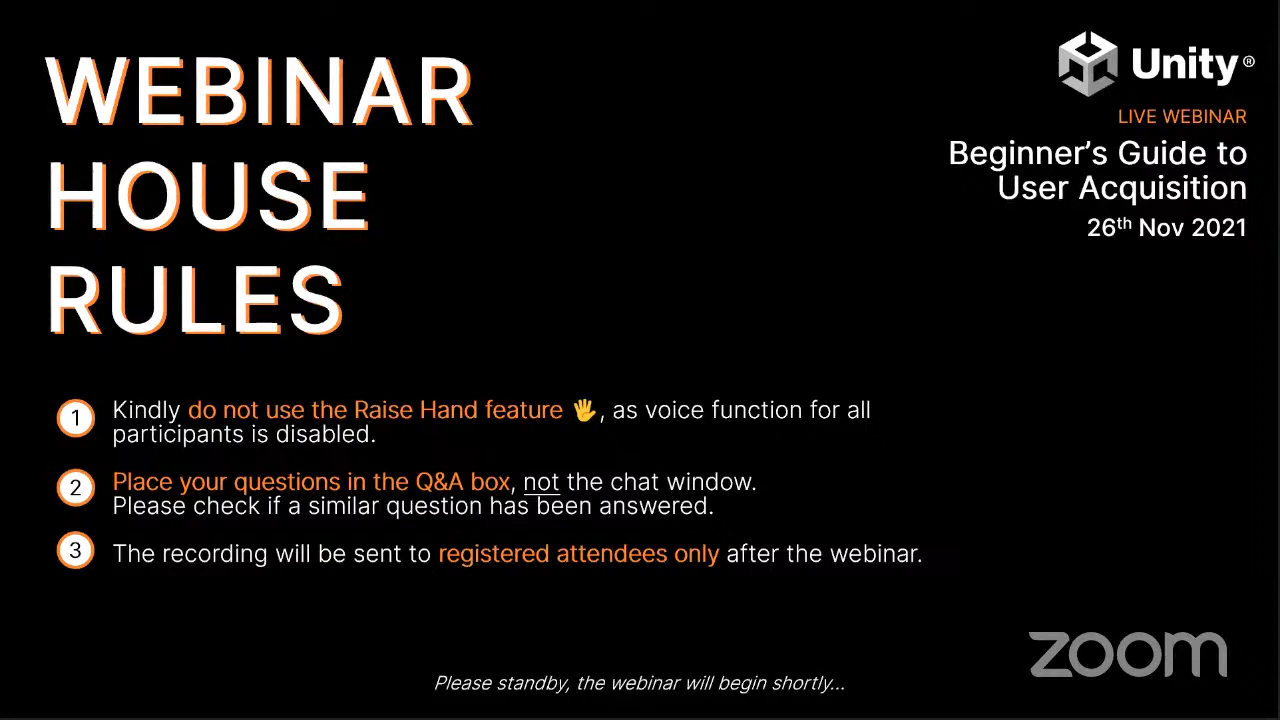 WEBINAR
HOUSE
RULES
Unity®
LIVE WEBINAR
Beginner’s Guide to
User Acquisition
26th Nov 2021
1 Kindly do not use the Raise Hand feature 🖐, as voice function for all
participants is disabled.
2 Place your questions in the Q&A box, not the chat window.
Please check if a similar question has been answered.
3 The recording will be sent to registered attendees only after the webinar.
zoom
Please standby, the webinar will begin shortly...